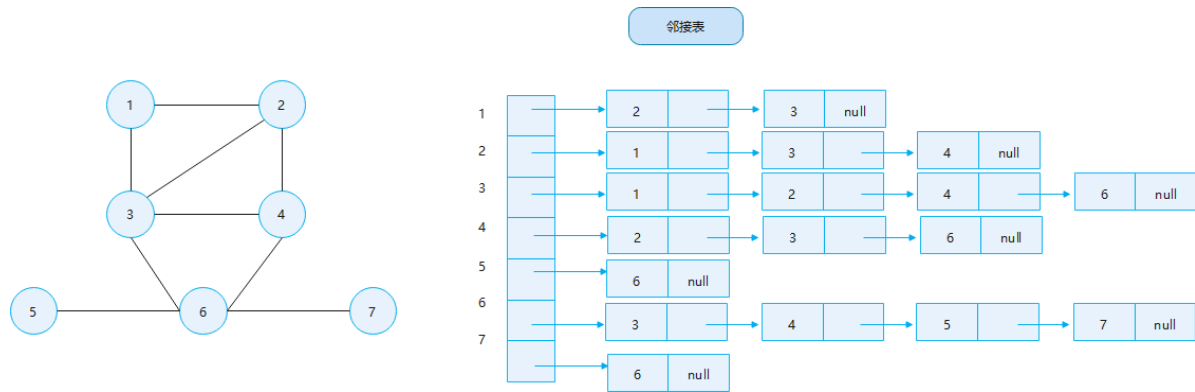 邻接表
1 2
3 4
5 6 7
1 2 3 null
2 1 3 4 null
3 1 2 4 6 null
4 2 3 6 null
5 6 null
6 3 4 5 7 null
7 6 null